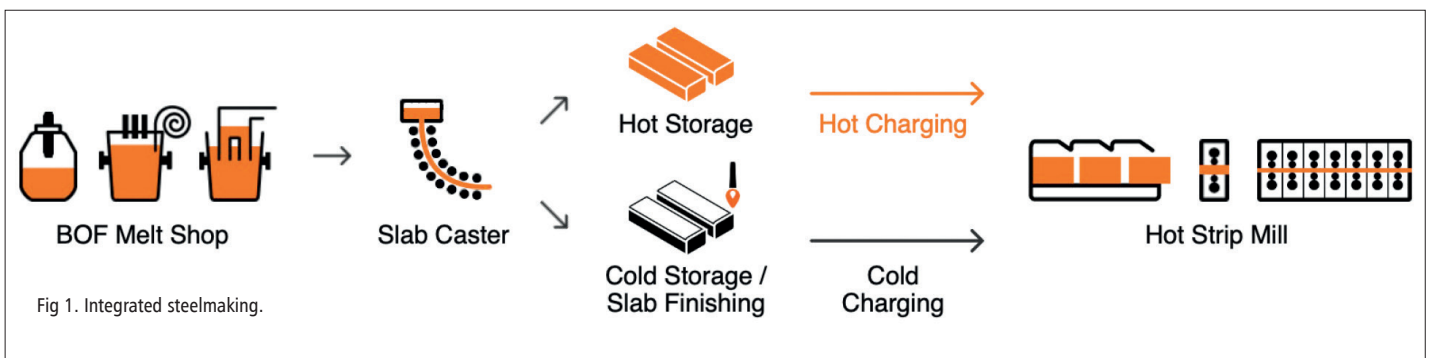 BOF Melt Shop
Slab Caster
Hot Storage
Hot Charging
Cold Storage /
Slab Finishing
Cold
Charging
Hot Strip Mill
Fig 1. Integrated steelmaking.